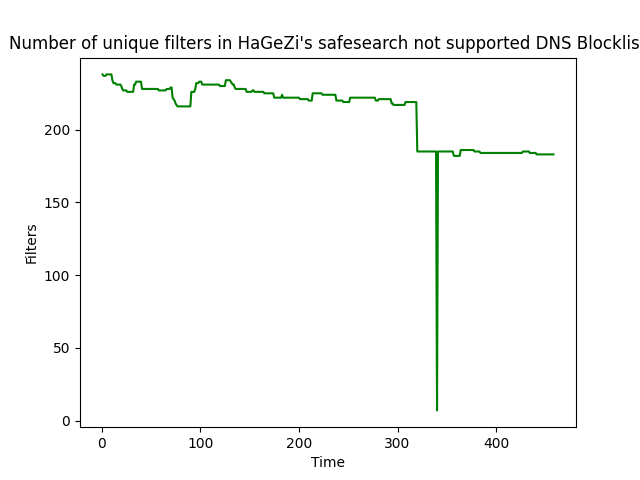 Number of unique filters in HaGeZi's safesearch not supported DNS Blocklis
Filters
200
150
100
50
0
0 100 200 300 400
Time